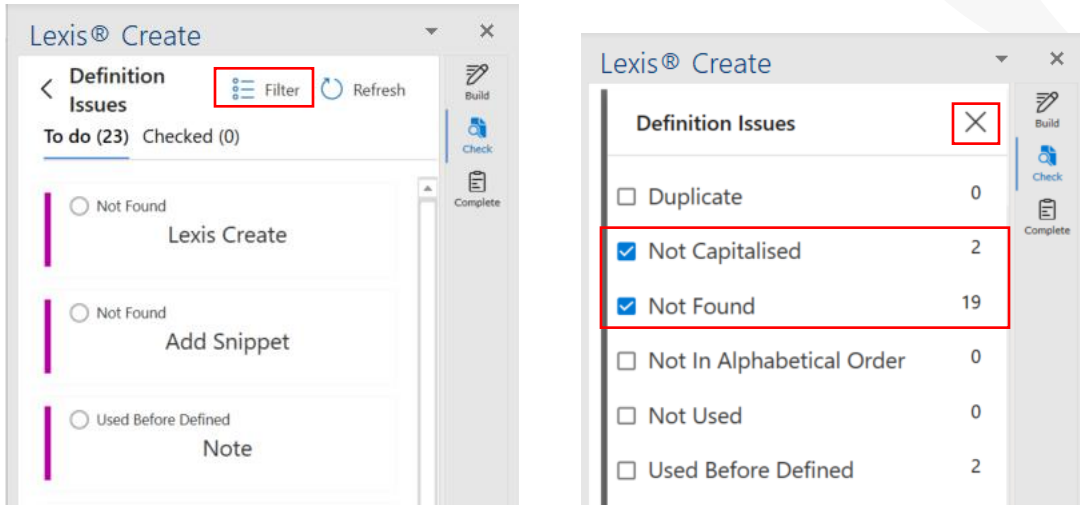 Lexis® Create
Definition
Issues
Filter
Refresh
To do (23) Checked (0)
Not Found
Lexis Create
Not Found
Add Snippet
Used Before Defined
Note
Build
Check
Complete
Lexis® Create
Definition Issues
Duplicate 0
Not Capitalised 2
Not Found 19
Not In Alphabetical Order 0
Not Used 0
Used Before Defined 2
Build
Check
Complete